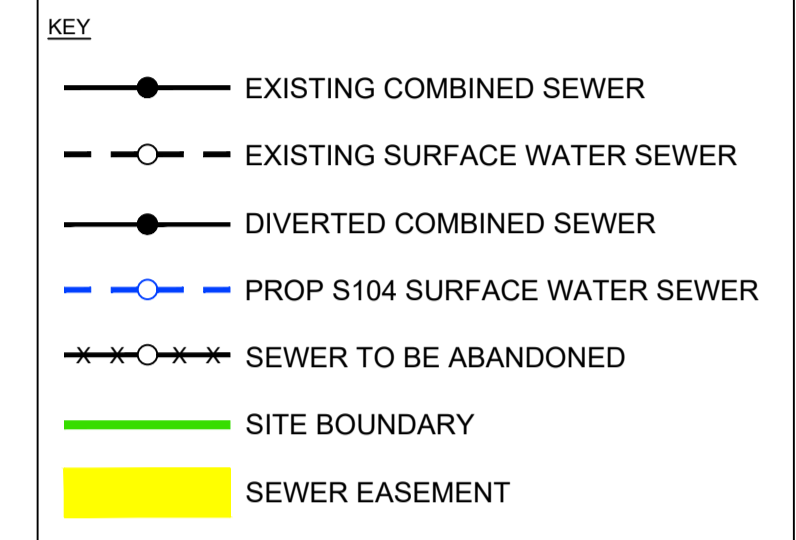 KEY
EXISTING COMBINED SEWER
EXISTING SURFACE WATER SEWER
DIVERTED COMBINED SEWER
PROP S104 SURFACE WATER SEWER
SEWER TO BE ABANDONED
SITE BOUNDARY
SEWER EASEMENT